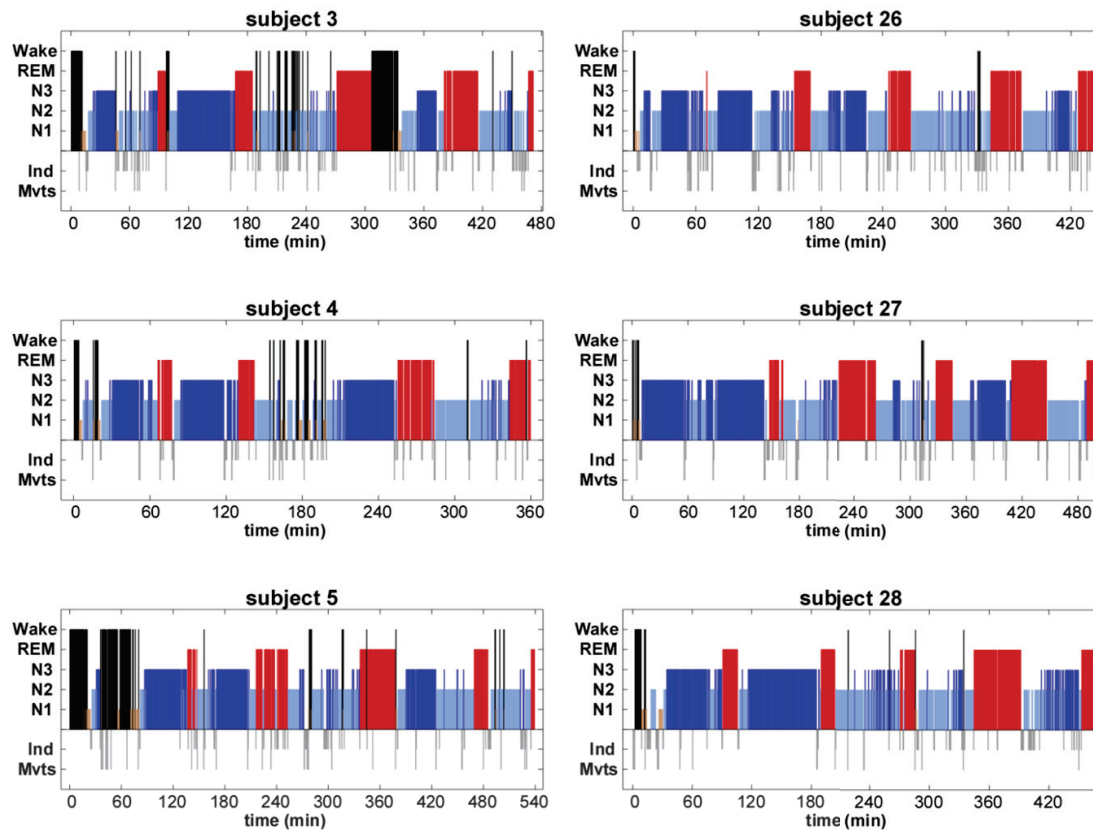 subject 3
Wake
REM
N3
N2
N1
Ind
Mvts
0 60 120 180 240 300 360 420 480
time (min)
subject 26
Wake
REM
N3
N2
N1
Ind
Mvts
0 60 120 180 240 300 360 420
time (min)
subject 4
Wake
REM
N3
N2
N1
Ind
Mvts
0 60 120 180 240 300 360
time (min)
subject 27
Wake
REM
N3
N2
N1
Ind
Mvts
0 60 120 180 240 300 360 420 480
time (min)
subject 5
Wake
REM
N3
N2
N1
Ind
Mvts
0 60 120 180 240 300 360 420 480 540
time (min)
subject 28
Wake
REM
N3
N2
N1
Ind
Mvts
0 60 120 180 240 300 360 420
time (min)